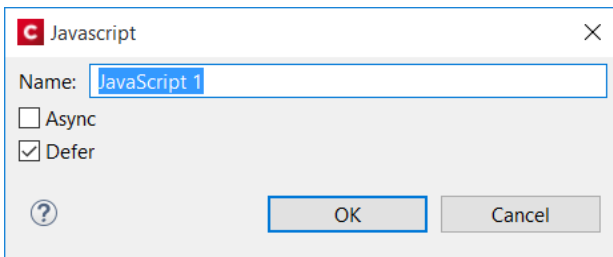 C Javascript
Name: JavaScript 1
Async
Defer
? OK Cancel